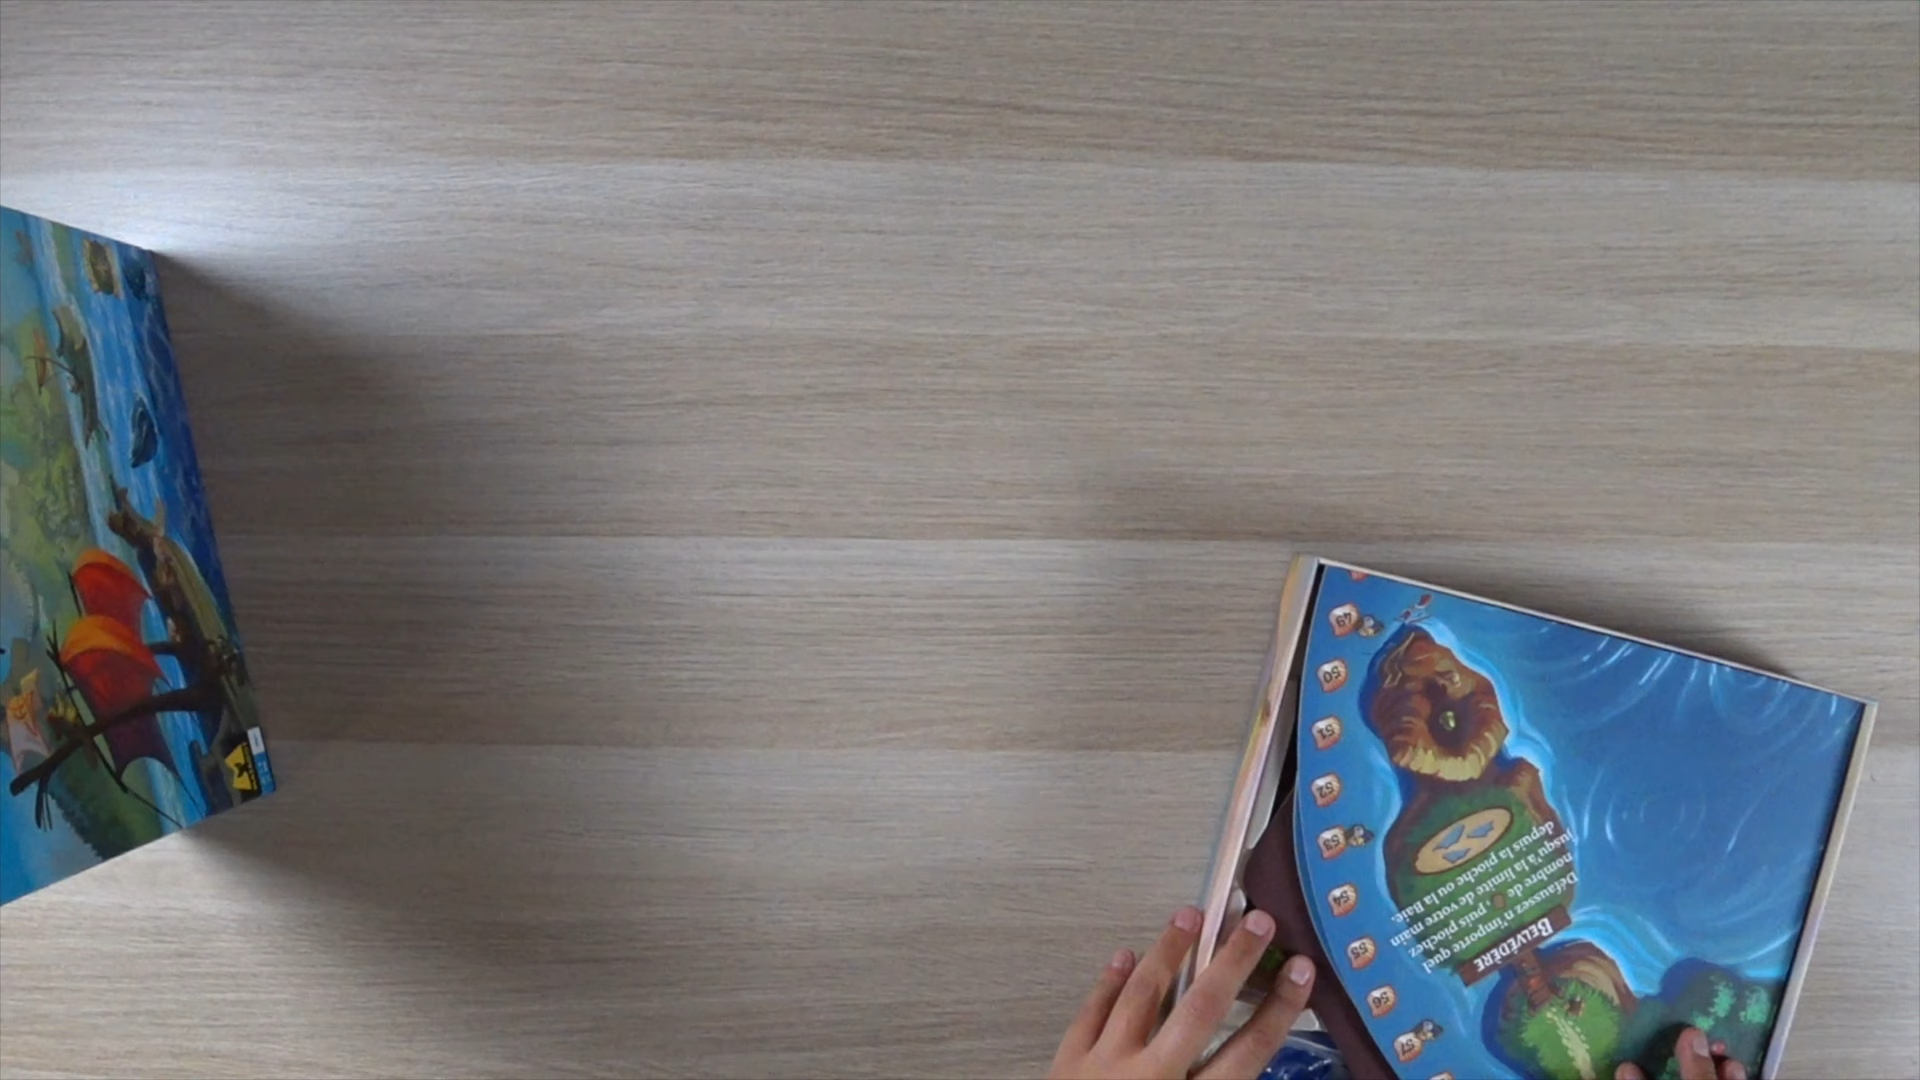 49
50
51
52
53
54
55
56
57
BELVÉDÈRE
Défaussez n'importe quel
nombre de , puis piochez
jusqu'à la limite de votre main
depuis la pioche ou la Baie.